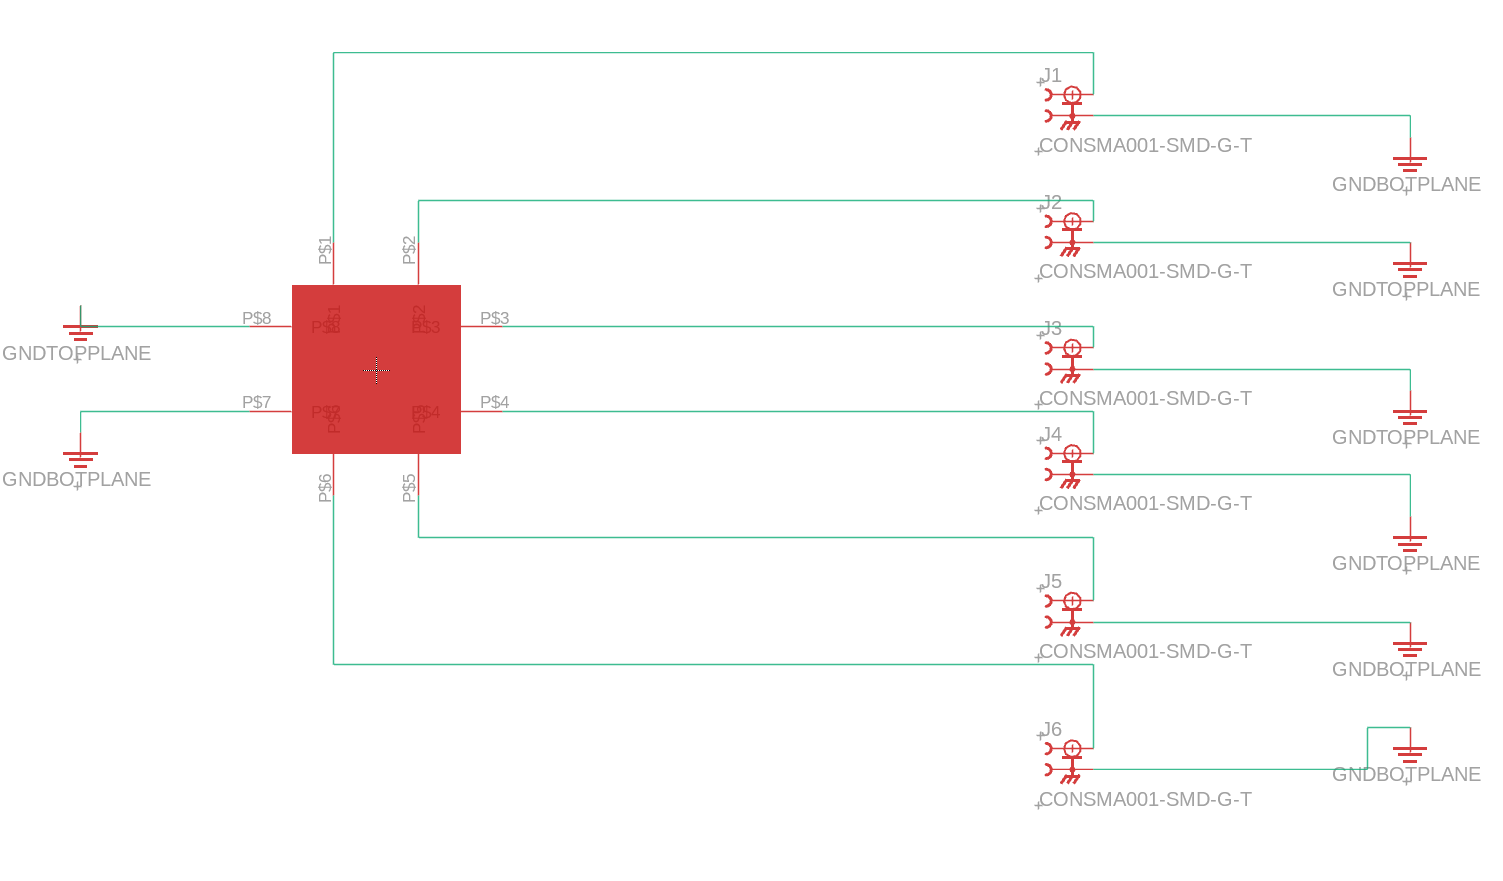 J1
CONSMA001-SMD-G-T
GNDBOTPLANE
J2
P$1
P$2
CONSMA001-SMD-G-T
GNDTOPPLANE
P$8
P$3
J3
GNDTOPPLANE
CONSMA001-SMD-G-T
P$7
P$4
J4
GNDTOPPLANE
GNDBOTPLANE
P$6
P$5
CONSMA001-SMD-G-T
GNDTOPPLANE
J5
CONSMA001-SMD-G-T
GNDBOTPLANE
J6
GNDBOTPLANE
CONSMA001-SMD-G-T